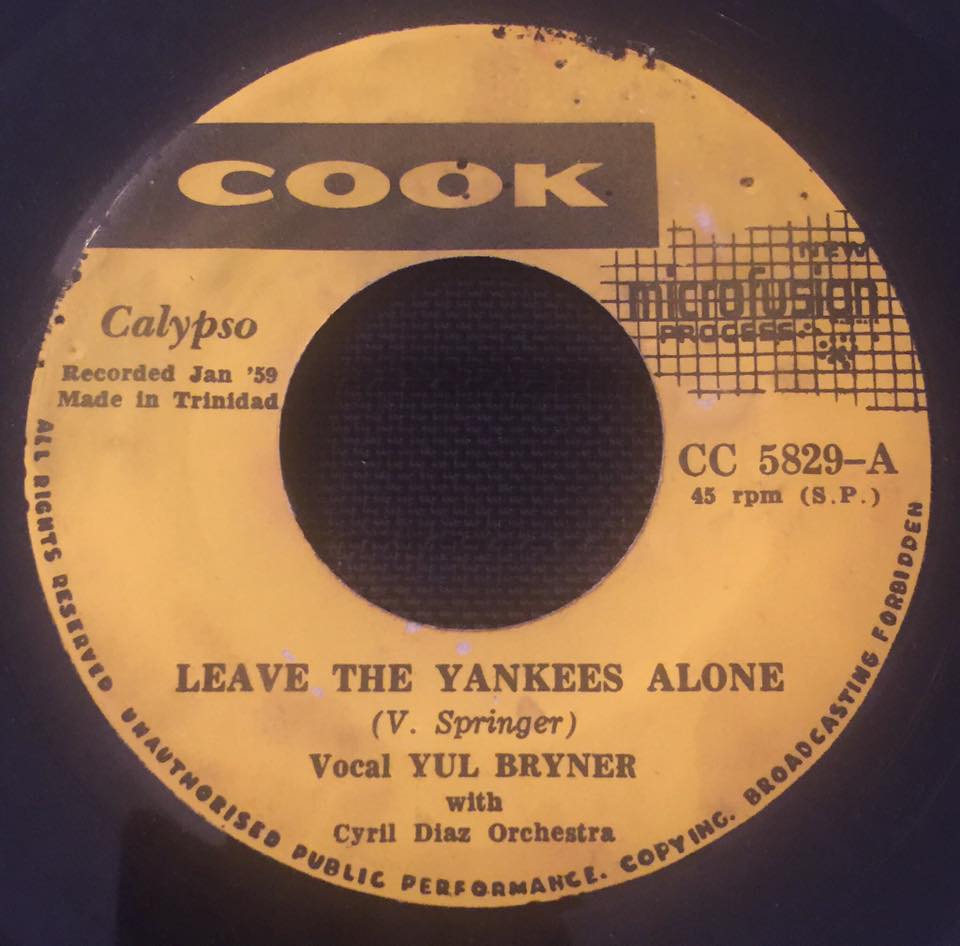 COOK
NEW
microfusion
PROCESS
Calypso
Recorded Jan '59
Made in Trinidad
CC 5829-A
45 rpm (S.P.)
LEAVE THE YANKEES ALONE
(V. Springer)
Vocal YUL BRYNER
with
Cyril Diaz Orchestra
ALL RIGHTS RESERVED UNAUTHORISED PUBLIC PERFORMANCE. COPYING. BROADCASTING FORBIDDEN